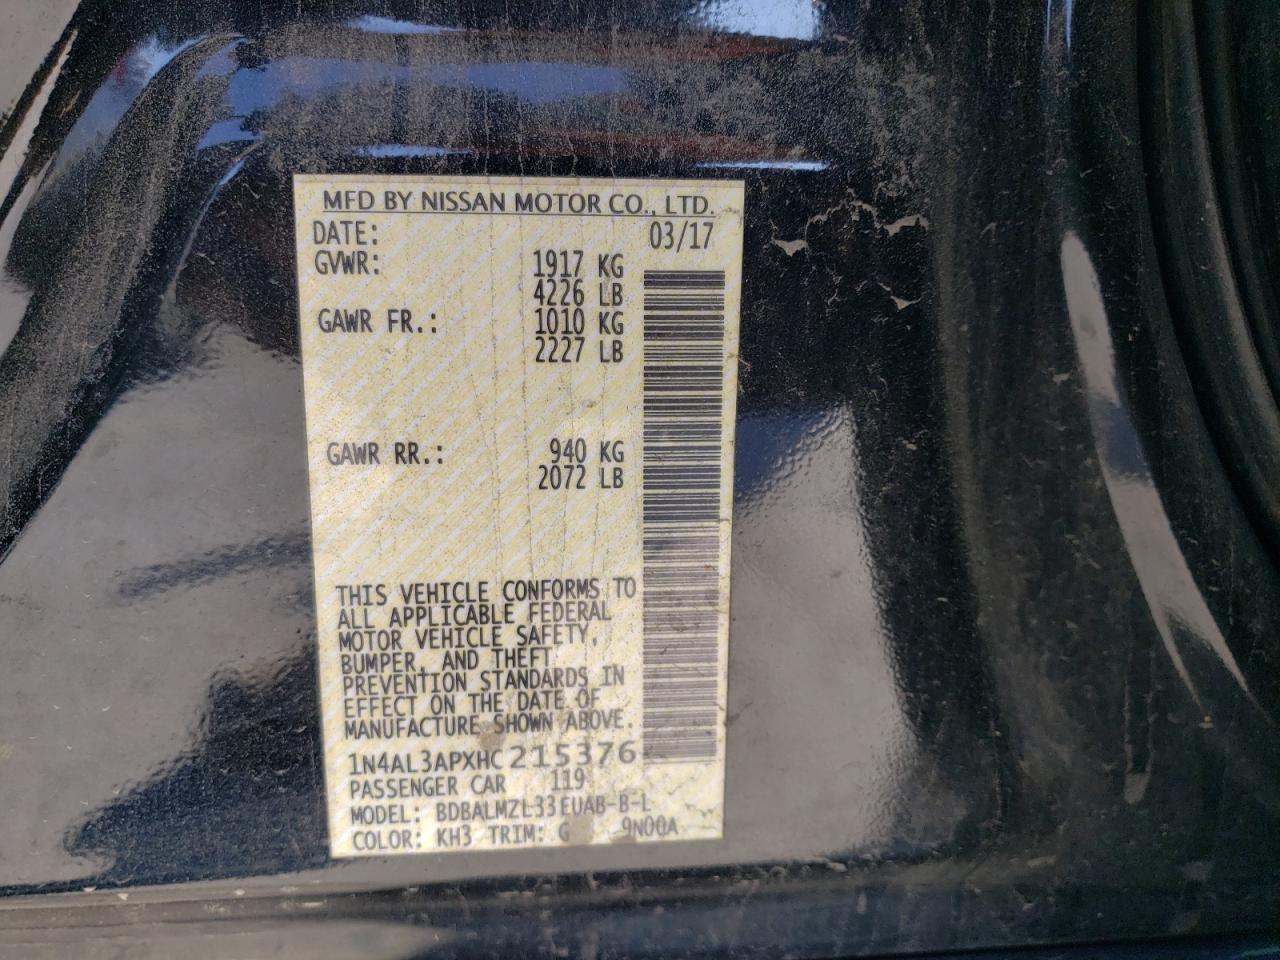 MFD BY NISSAN MOTOR CO., LTD.
DATE: 03/17
GVWR: 1917 KG
4226 LB
GAWR FR.: 1010 KG
2227 LB
GAWR RR.: 940 KG
2072 LB
THIS VEHICLE CONFORMS TO
ALL APPLICABLE FEDERAL
MOTOR VEHICLE SAFETY,
BUMPER, AND THEFT
PREVENTION STANDARDS IN
EFFECT ON THE DATE OF
MANUFACTURE SHOWN ABOVE.
1N4AL3APXHC215376
PASSENGER CAR 119
MODEL: BDBALMZL33EUAB-B-L
COLOR: KH3 TRIM: G 9N00A